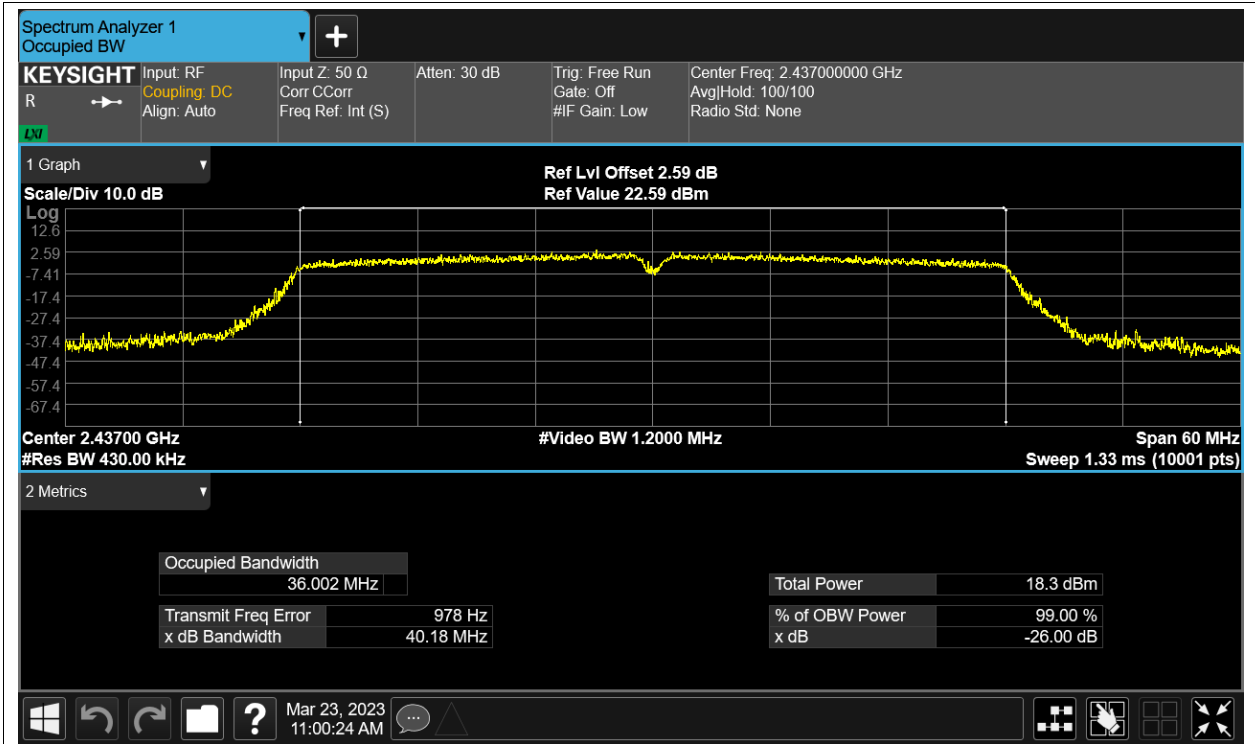 Spectrum Analyzer 1
Occupied BW
▼
+
KEYSIGHT
R
LXI
Input: RF
Coupling: DC
Align: Auto
Input Z: 50 Ω
Corr CCorr
Freq Ref: Int (S)
Atten: 30 dB
Trig: Free Run
Gate: Off
#IF Gain: Low
Center Freq: 2.437000000 GHz
Avg|Hold: 100/100
Radio Std: None
1 Graph ▼
Ref Lvl Offset 2.59 dB
Scale/Div 10.0 dB
Ref Value 22.59 dBm
Log
12.6
2.59
-7.41
-17.4
-27.4
-37.4
-47.4
-57.4
-67.4
Center 2.43700 GHz
#Video BW 1.2000 MHz
Span 60 MHz
#Res BW 430.00 kHz
Sweep 1.33 ms (10001 pts)
2 Metrics ▼
Occupied Bandwidth
36.002 MHz
Total Power 18.3 dBm
Transmit Freq Error 978 Hz
% of OBW Power 99.00 %
x dB Bandwidth 40.18 MHz
x dB -26.00 dB
?
Mar 23, 2023
11:00:24 AM